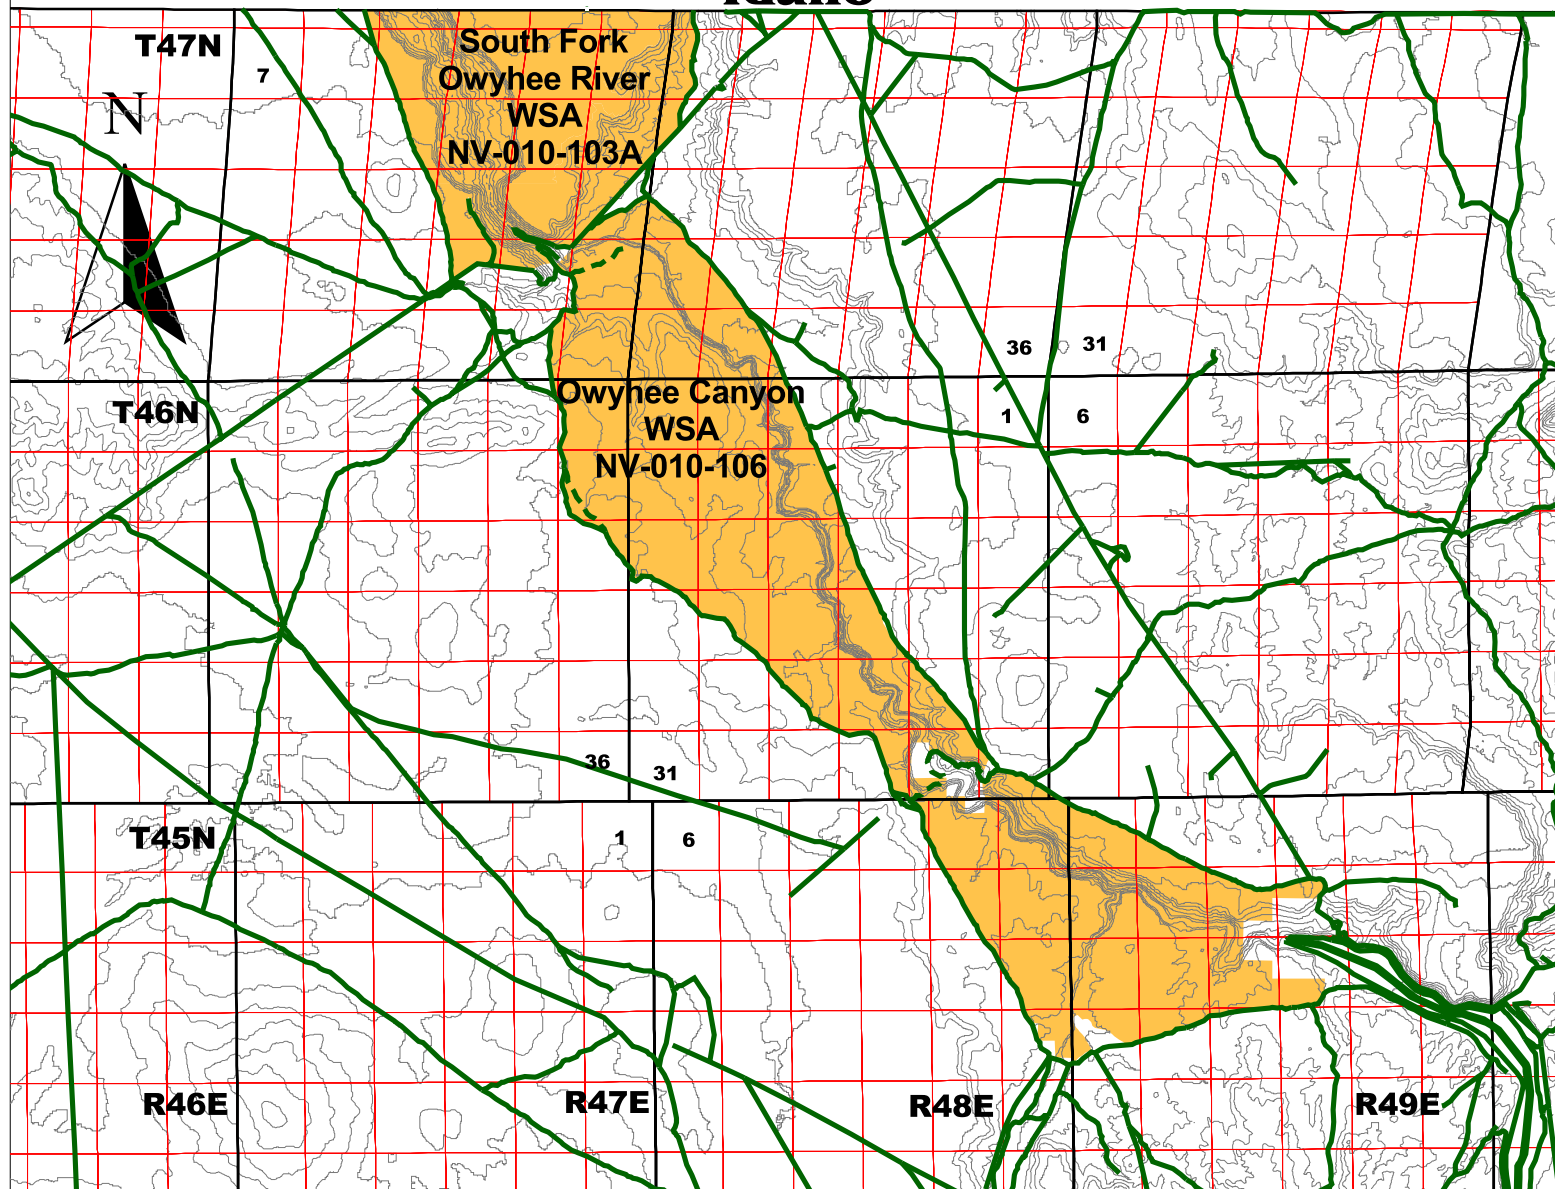 Idaho
T47N
7
South Fork
Owyhee River
WSA
NV-010-103A
N
36
31
T46N
Owyhee Canyon
WSA
NV-010-106
1
6
36
31
T45N
1
6
R46E
R47E
R48E
R49E